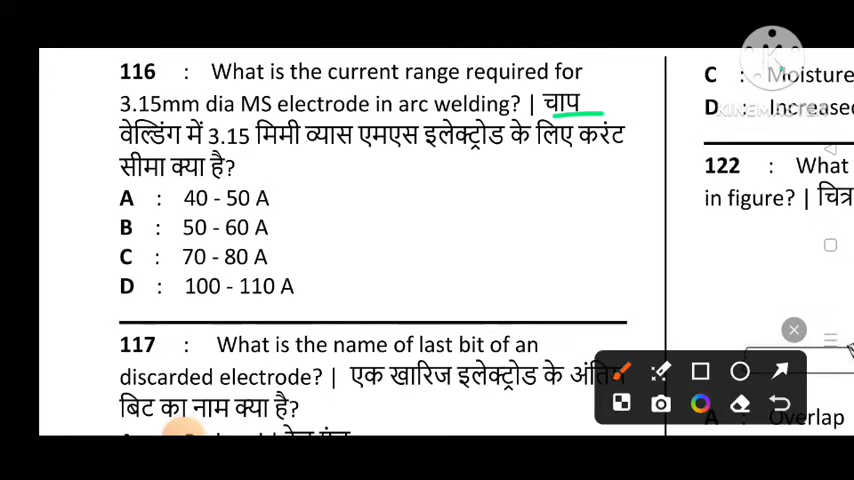 116 : What is the current range required for
3.15mm dia MS electrode in arc welding? | चाप
वेल्डिंग में 3.15 मिमी व्यास एमएस इलेक्ट्रोड के लिए करंट
सीमा क्या है?
A : 40 - 50 A
B : 50 - 60 A
C : 70 - 80 A
D : 100 - 110 A
117 : What is the name of last bit of an
discarded electrode? | एक खारिज इलेक्ट्रोड के अंतिम
बिट का नाम क्या है?
C : Moisture
D : Increased
122 : What
in figure? | चित्र
A : Overlap
K
KINEMASTER